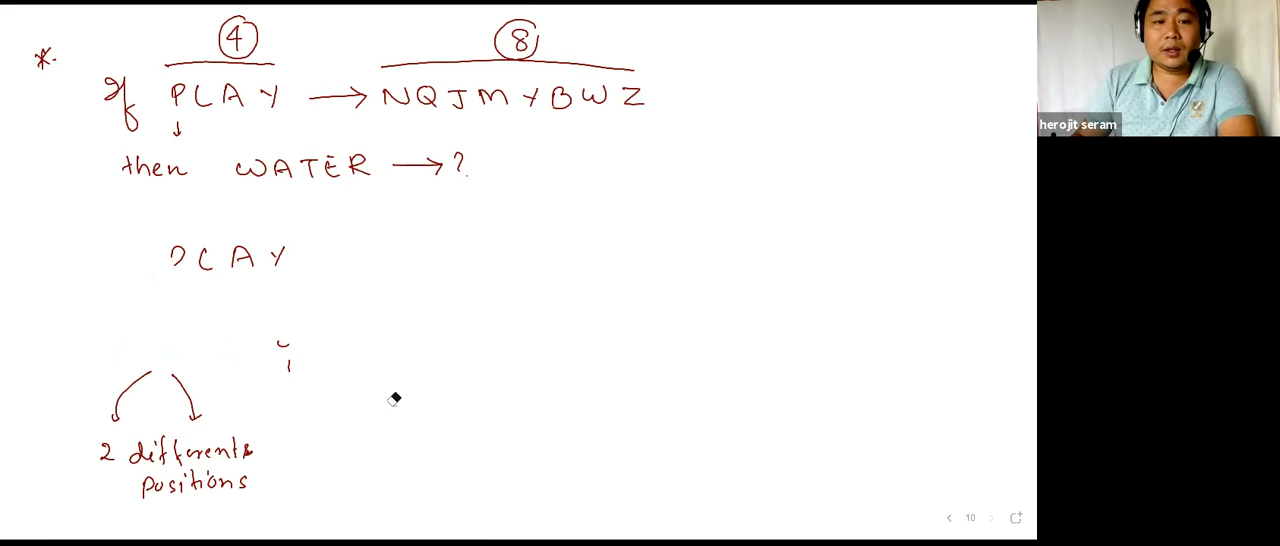 ④ ⑧
*. If PLAY → NQJMYBWZ
then WATER → ?
PLAY
2 different
positions
herojit seram
10